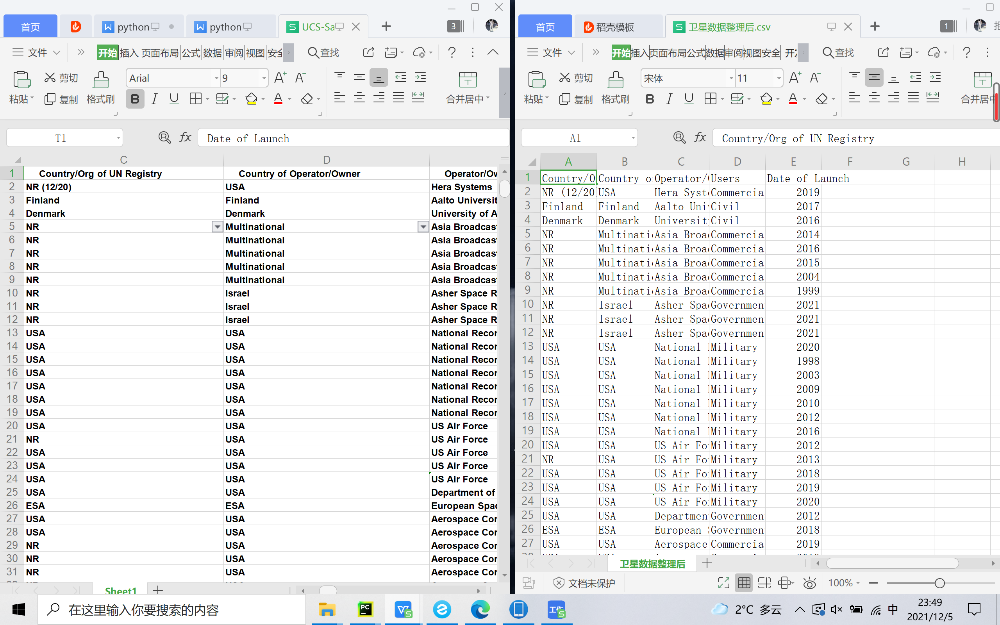 首页
python
python
UCS-Sa
3
文件
开始 插入 页面布局 公式 数据 审阅 视图 安全
查找
粘贴
剪切
复制
格式刷
Arial
9
合并居中
T1
Date of Launch
C D
1 Country/Org of UN Registry Country of Operator/Owner Operator/Ow
2 NR (12/20) USA Hera Systems
3 Finland Finland Aalto Universit
4 Denmark Denmark University of A
5 NR Multinational Asia Broadcas
6 NR Multinational Asia Broadcas
7 NR Multinational Asia Broadcas
8 NR Multinational Asia Broadcas
9 NR Multinational Asia Broadcas
10 NR Israel Asher Space R
11 NR Israel Asher Space R
12 NR Israel Asher Space R
13 USA USA National Recon
14 USA USA National Recon
15 USA USA National Recon
16 USA USA National Recon
17 USA USA National Recon
18 USA USA National Recon
19 USA USA National Recon
20 USA USA US Air Force
21 NR USA US Air Force
22 USA USA US Air Force
23 USA USA US Air Force
24 USA USA US Air Force
25 USA USA Department of
26 ESA ESA European Spac
27 USA USA Aerospace Cor
28 USA USA Aerospace Cor
29 NR USA Aerospace Cor
30 NR USA Aerospace Cor
31 NR USA Aerospace Cor
Sheet1
首页
稻壳模板
卫星数据整理后.csv
1
文件
开始 插入 页面布局 公式 数据 审阅 视图 安全 开发
查找
粘贴
剪切
复制
格式刷
宋体
11
合并居中
A1
Country/Org of UN Registry
A B C D E F G H
1 Country/O Country o Operator/ Users Date of Launch
2 NR (12/20 USA Hera Syst Commercia 2019
3 Finland Finland Aalto Uni Civil 2017
4 Denmark Denmark University Civil 2016
5 NR Multinati Asia Broa Commercia 2014
6 NR Multinati Asia Broa Commercia 2016
7 NR Multinati Asia Broa Commercia 2015
8 NR Multinati Asia Broa Commercia 2004
9 NR Multinati Asia Broa Commercia 1999
10 NR Israel Asher Spa Governmen 2021
11 NR Israel Asher Spa Governmen 2021
12 NR Israel Asher Spa Governmen 2021
13 USA USA National Military 2020
14 USA USA National Military 1998
15 USA USA National Military 2003
16 USA USA National Military 2009
17 USA USA National Military 2010
18 USA USA National Military 2012
19 USA USA National Military 2016
20 USA USA US Air Fo Military 2012
21 NR USA US Air Fo Military 2013
22 USA USA US Air Fo Military 2018
23 USA USA US Air Fo Military 2019
24 USA USA US Air Fo Military 2020
25 USA USA Departmen Governmen 2012
26 ESA ESA European Governmen 2018
27 USA USA Aerospace Commercia 2019
卫星数据整理后
文档未保护
100%
在这里输入你要搜索的内容
2°C 多云
中
23:49
2021/12/5